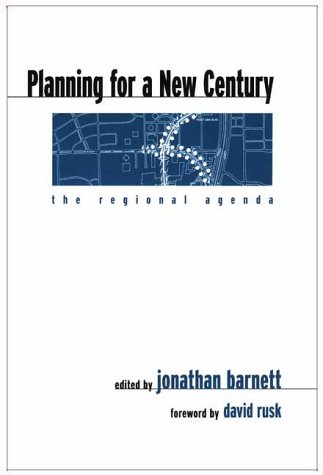 Planning for a New Century
the regional agenda
edited by jonathan barnett
foreword by david rusk